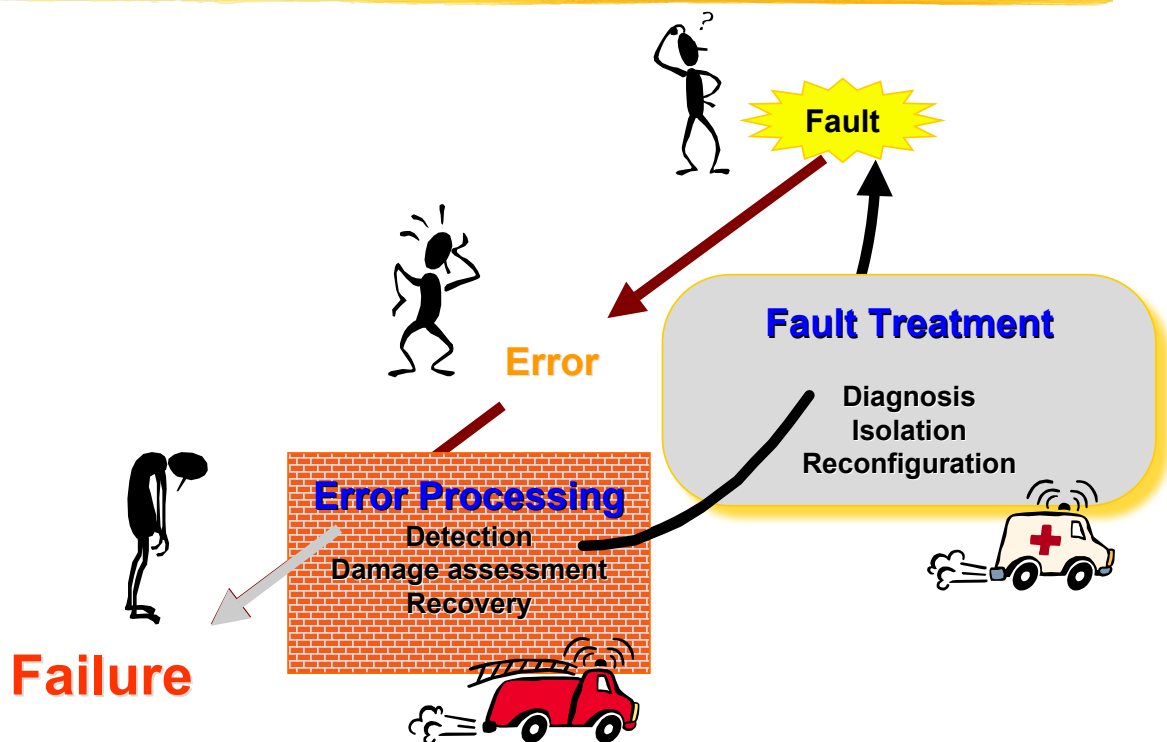 ?
Fault
Fault Treatment
Diagnosis
Isolation
Reconfiguration
Error
Error Processing
Detection
Damage assessment
Recovery
Failure